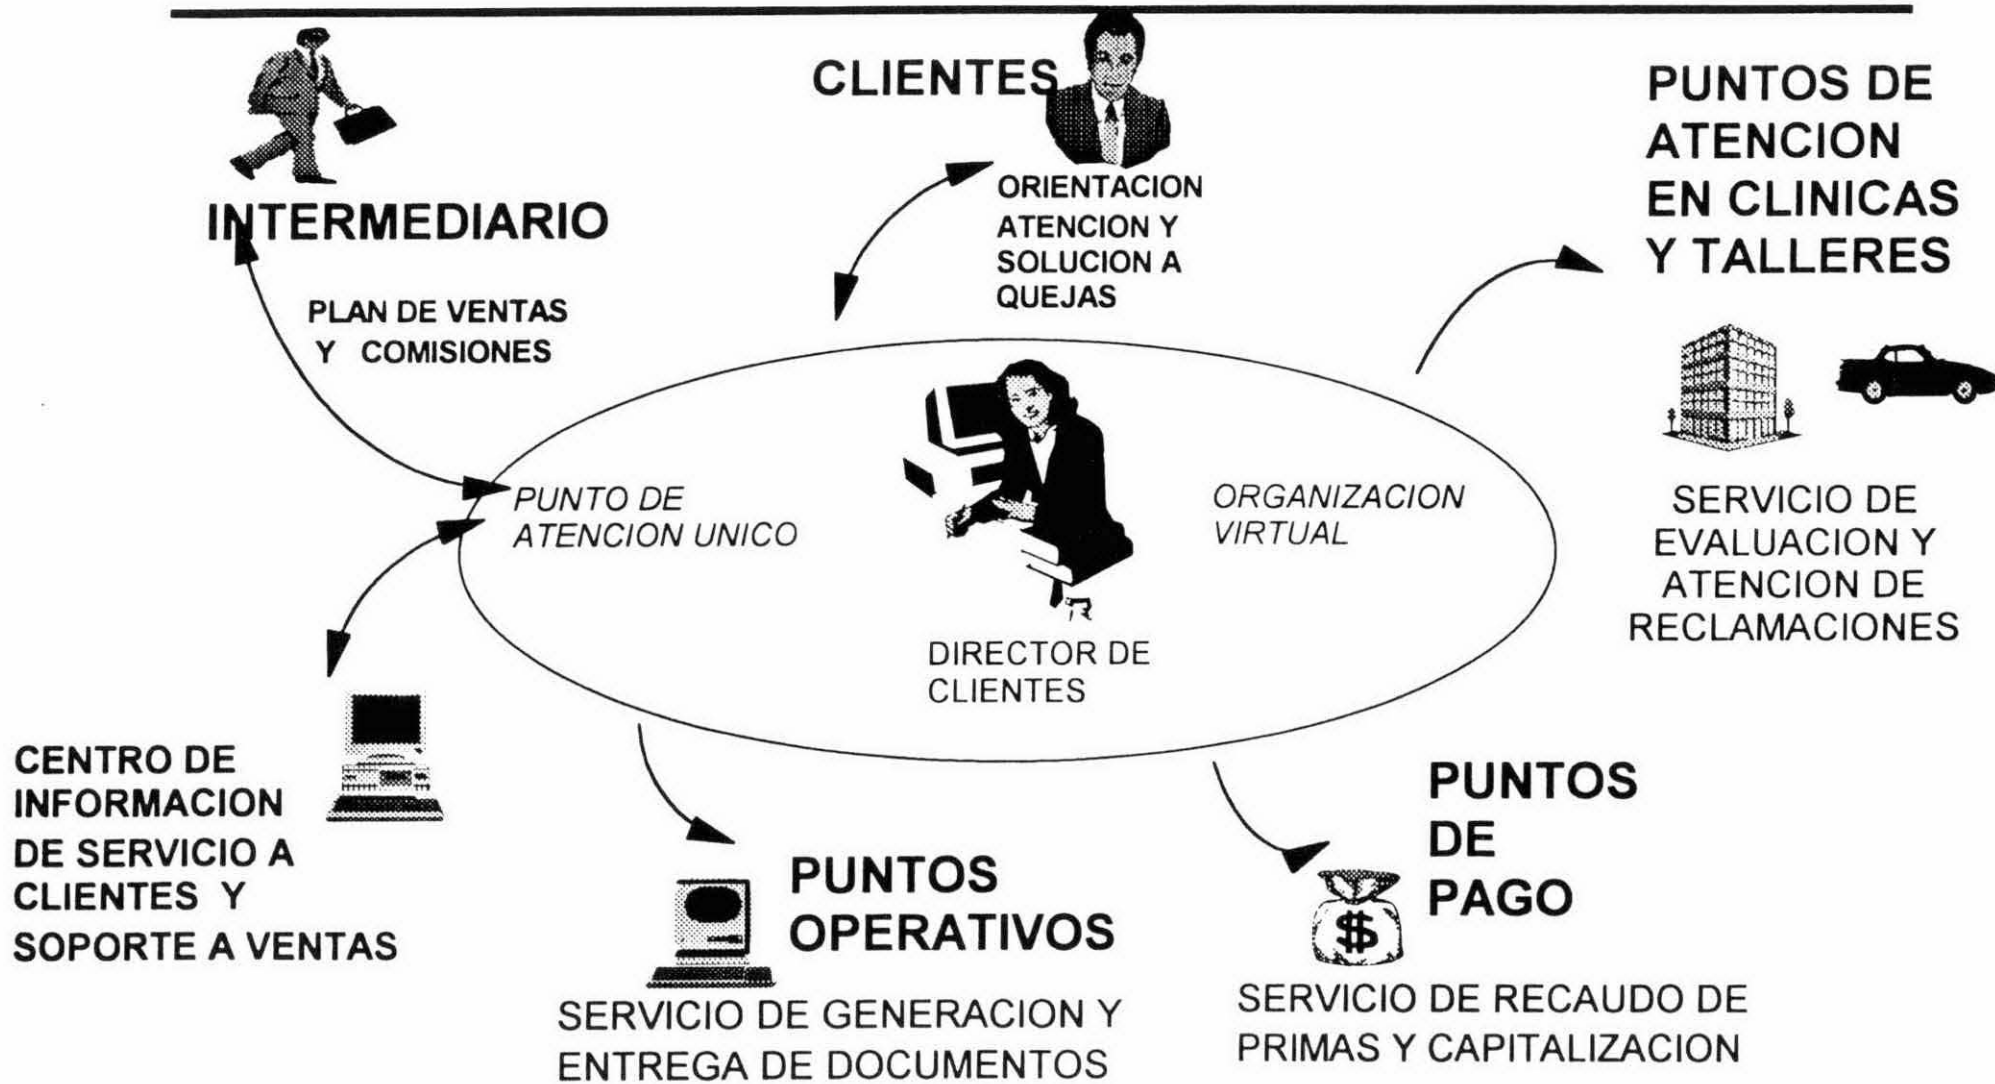 INTERMEDIARIO
PLAN DE VENTAS
Y COMISIONES
CLIENTES
ORIENTACION
ATENCION Y
SOLUCION A
QUEJAS
PUNTOS DE
ATENCION
EN CLINICAS
Y TALLERES
SERVICIO DE
EVALUACION Y
ATENCION DE
RECLAMACIONES
PUNTO DE
ATENCION UNICO
ORGANIZACION
VIRTUAL
DIRECTOR DE
CLIENTES
CENTRO DE
INFORMACION
DE SERVICIO A
CLIENTES Y
SOPORTE A VENTAS
PUNTOS
OPERATIVOS
SERVICIO DE GENERACION Y
ENTREGA DE DOCUMENTOS
PUNTOS
DE
PAGO
$
SERVICIO DE RECAUDO DE
PRIMAS Y CAPITALIZACION